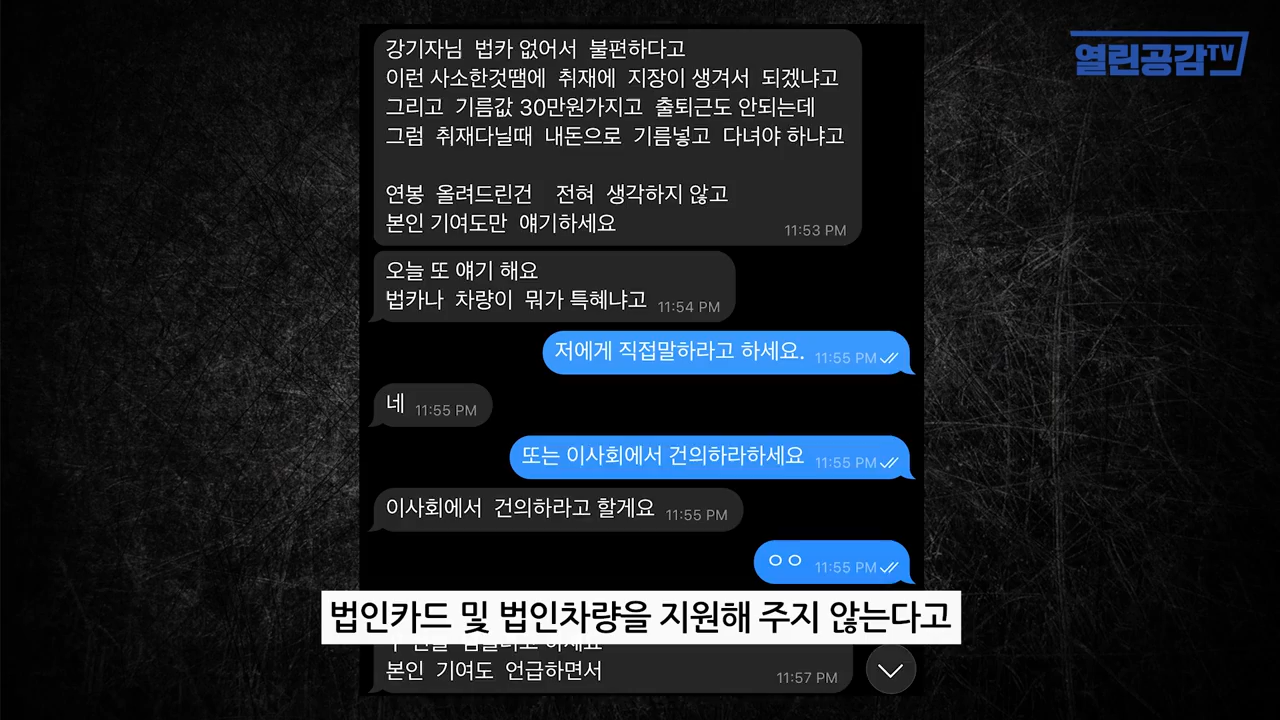 열린공감TV
강기자님 법카 없어서 불편하다고
이런 사소한것땜에 취재에 지장이 생겨서 되겠냐고
그리고 기름값 30만원가지고 출퇴근도 안되는데
그럼 취재다닐때 내돈으로 기름넣고 다녀야 하냐고
연봉 올려드린건 전혀 생각하지 않고
본인 기여도만 얘기하세요
11:53 PM
오늘 또 얘기 해요
법카나 차량이 뭐가 특혜냐고 11:54 PM
저에게 직접말하라고 하세요. 11:55 PM
네 11:55 PM
또는 이사회에서 건의하라하세요 11:55 PM
이사회에서 건의하라고 할게요 11:55 PM
ㅇㅇ 11:55 PM
법인카드 및 법인차량을 지원해 주지 않는다고
하세요
본인 기여도 언급하면서
11:57 PM